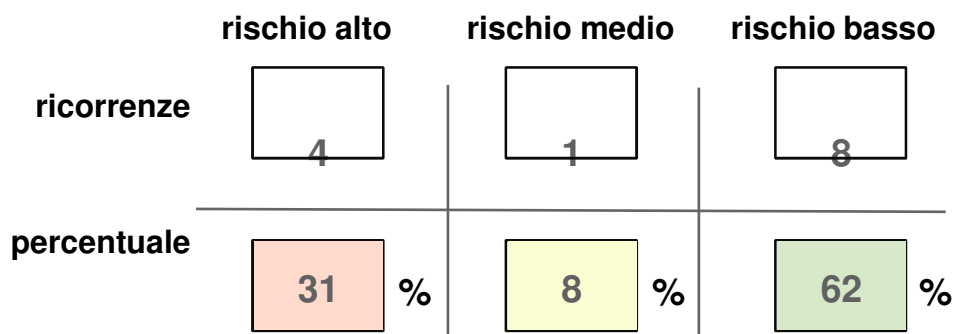 rischio alto rischio medio rischio basso
ricorrenze
4 1 8
percentuale
31 % 8 % 62 %